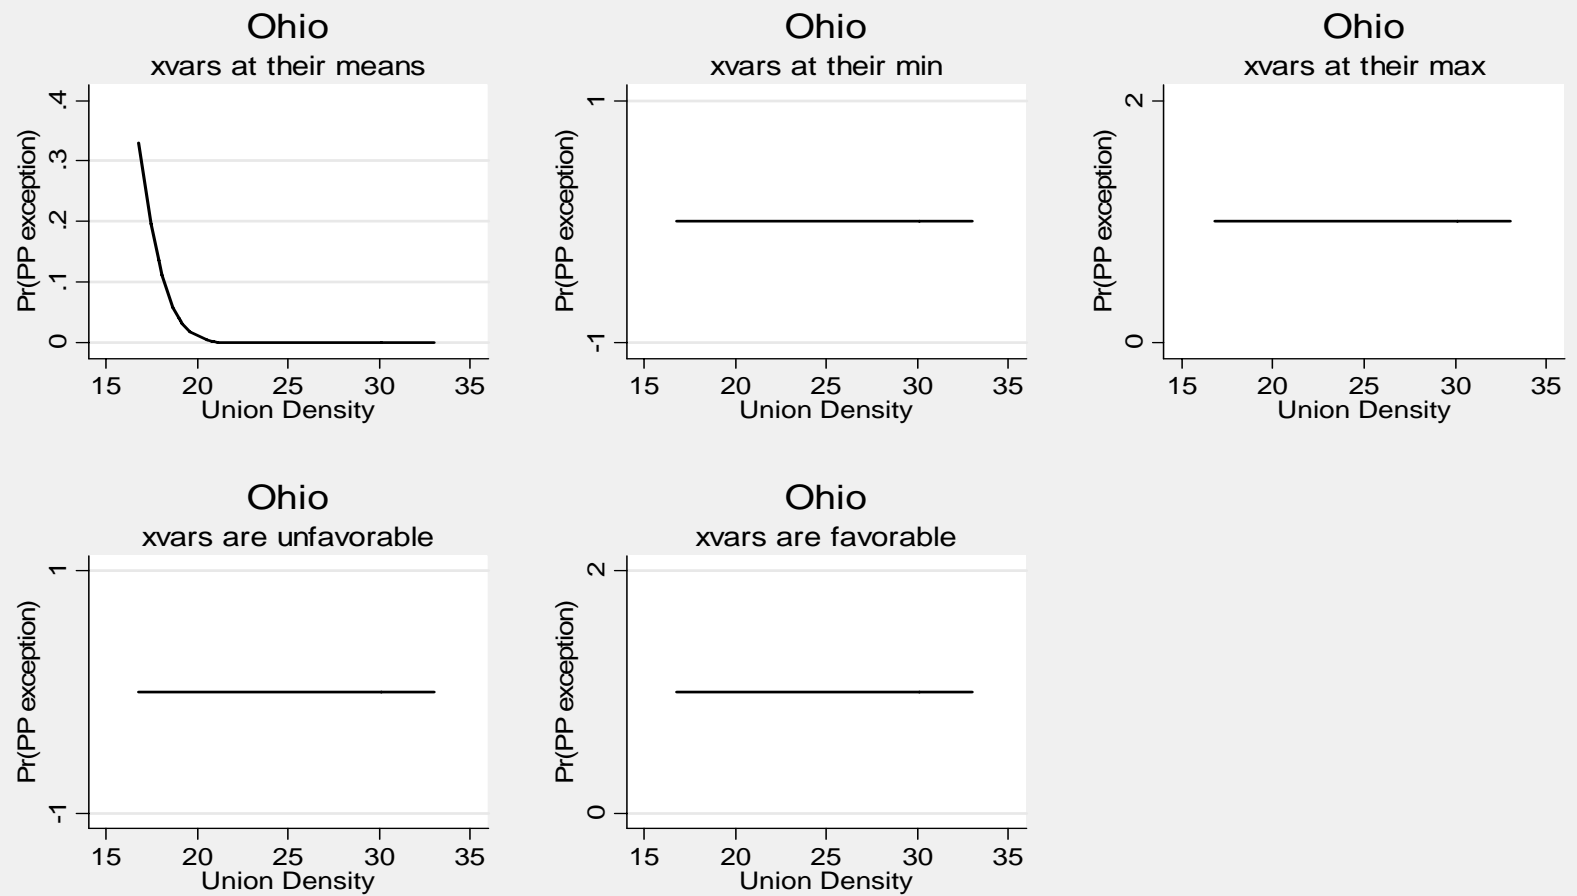 Ohio
xvars at their means
Pr(PP exception)
.4
.3
.2
.1
0
15 20 25 30 35
Union Density
Ohio
xvars at their min
Pr(PP exception)
1
-1
15 20 25 30 35
Union Density
Ohio
xvars at their max
Pr(PP exception)
2
0
15 20 25 30 35
Union Density
Ohio
xvars are unfavorable
Pr(PP exception)
1
-1
15 20 25 30 35
Union Density
Ohio
xvars are favorable
Pr(PP exception)
2
0
15 20 25 30 35
Union Density